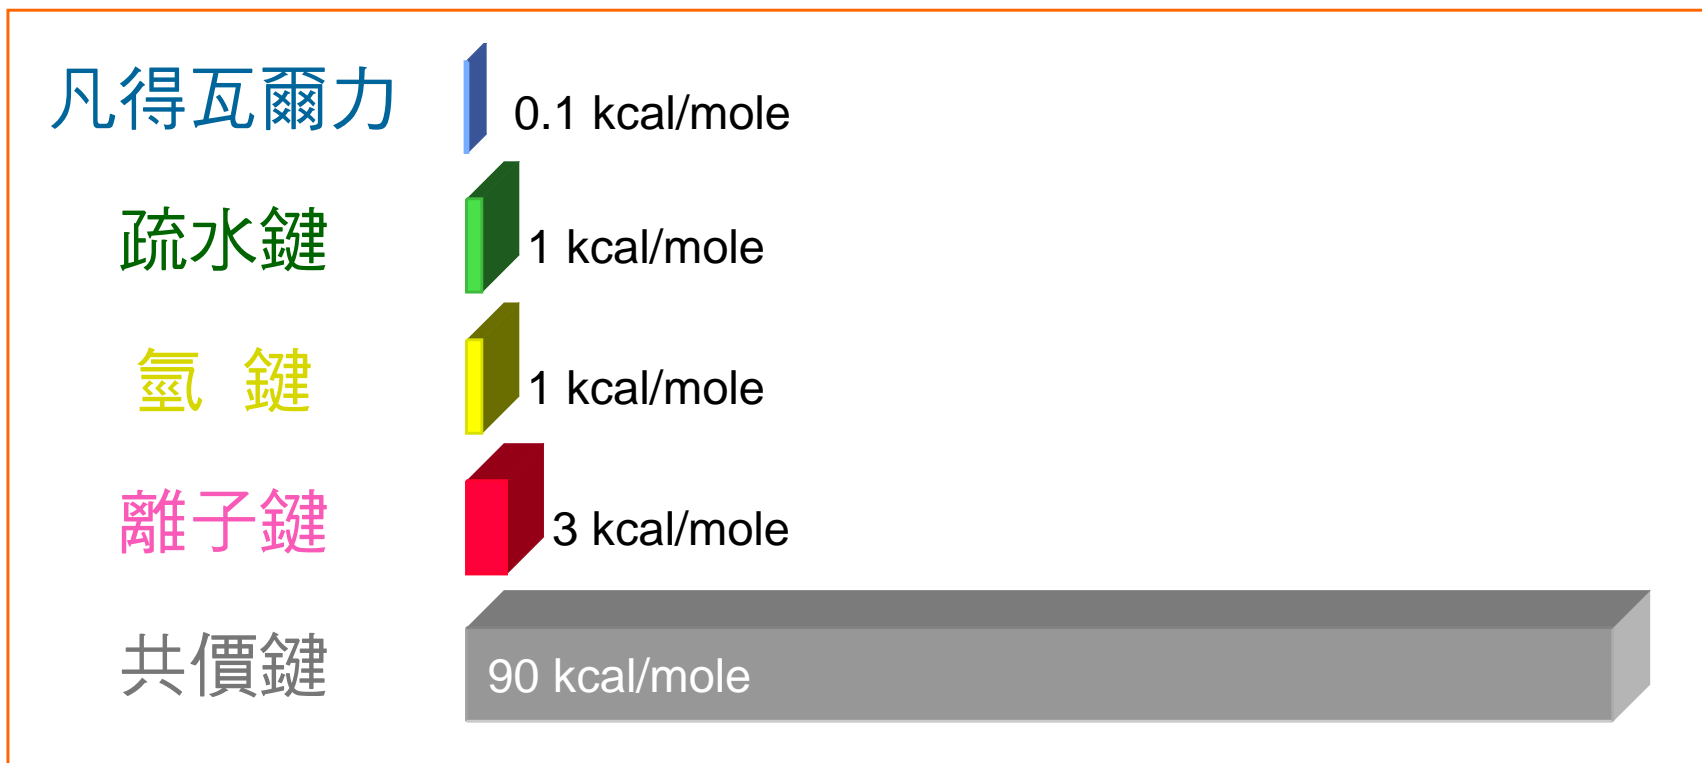 凡得瓦爾力 0.1 kcal/mole
疏水鍵 1 kcal/mole
氫 鍵 1 kcal/mole
離子鍵 3 kcal/mole
共價鍵 90 kcal/mole